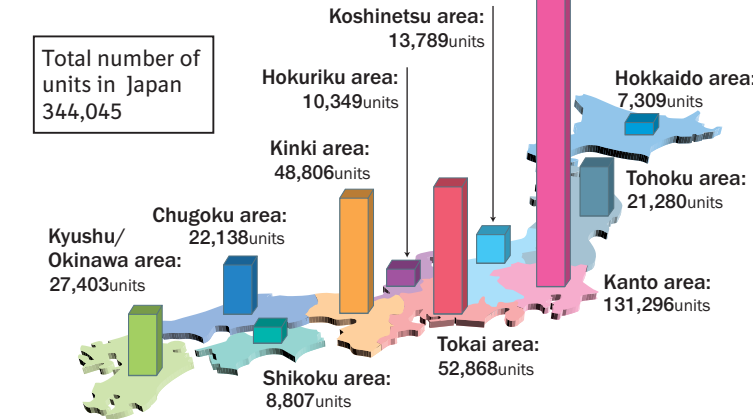 Koshinetsu area:
13,789units
Total number of
units in Japan
344,045
Hokuriku area:
10,349units
Hokkaido area:
7,309units
Kinki area:
48,806units
Tohoku area:
21,280units
Chugoku area:
22,138units
Kyushu/
Okinawa area:
27,403units
Kanto area:
131,296units
Tokai area:
52,868units
Shikoku area:
8,807units